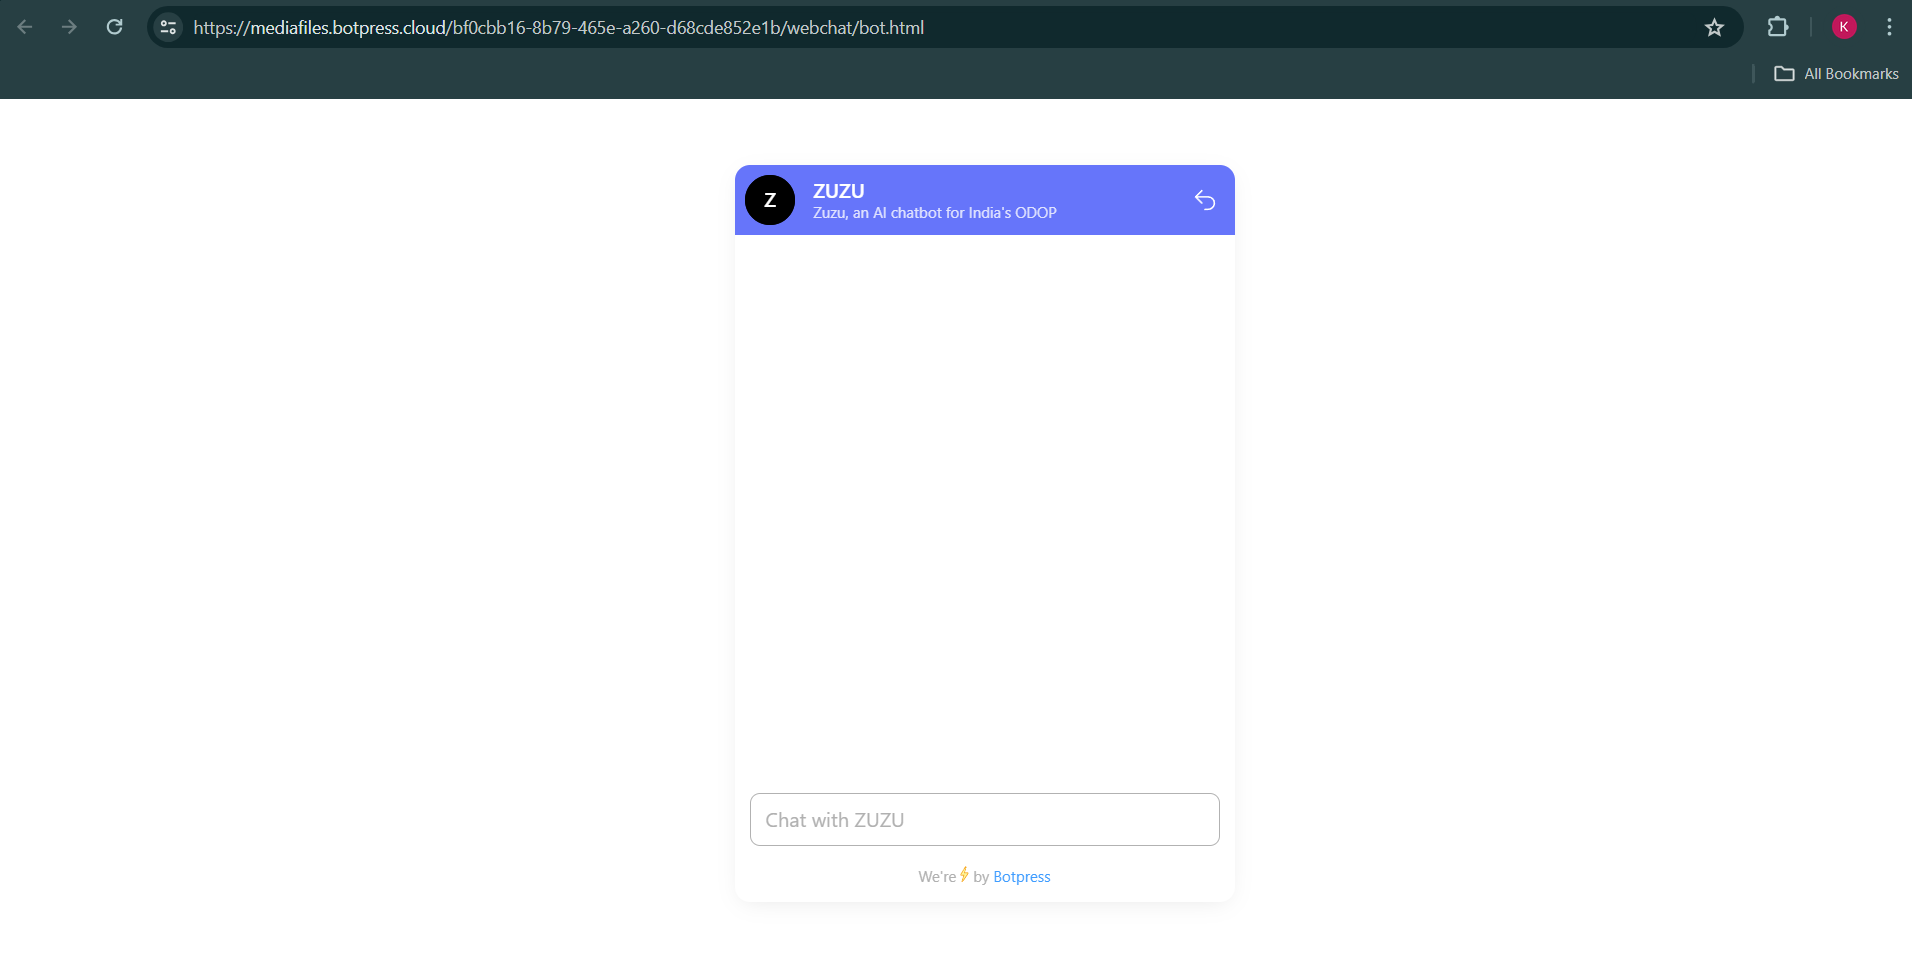 https://mediafiles.botpress.cloud/bf0cbb16-8b79-465e-a260-d68cde852e1b/webchat/bot.html
K
All Bookmarks
Z
ZUZU
Zuzu, an AI chatbot for India's ODOP
Chat with ZUZU
We're⚡by Botpress